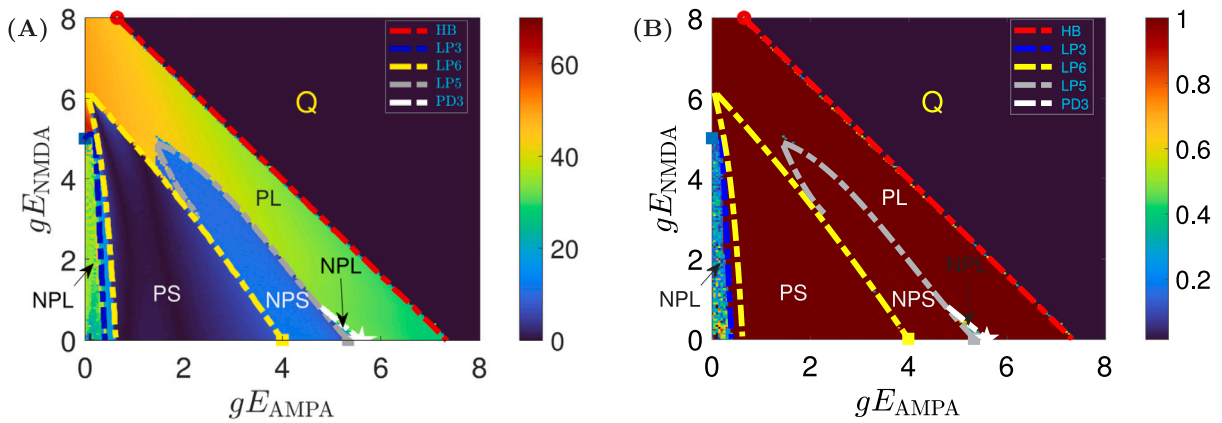 (A)
8
6
4
2
0
gE_NMDA
0 2 4 6 8
gE_AMPA
HB
LP3
LP6
LP5
PD3
Q
PL
NPL
PS
NPS
NPL
60
40
20
0
(B)
8
6
4
2
0
gE_NMDA
0 2 4 6 8
gE_AMPA
HB
LP3
LP6
LP5
PD3
Q
PL
NPL
PS
NPS
NPL
1
0.8
0.6
0.4
0.2